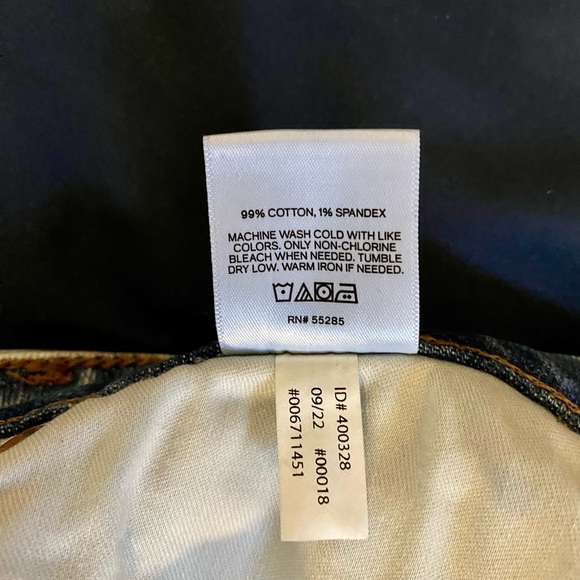 99% COTTON, 1% SPANDEX
MACHINE WASH COLD WITH LIKE
COLORS. ONLY NON-CHLORINE
BLEACH WHEN NEEDED. TUMBLE
DRY LOW. WARM IRON IF NEEDED.
RN# 55285
ID# 400328
09/22 #00018
#006711451